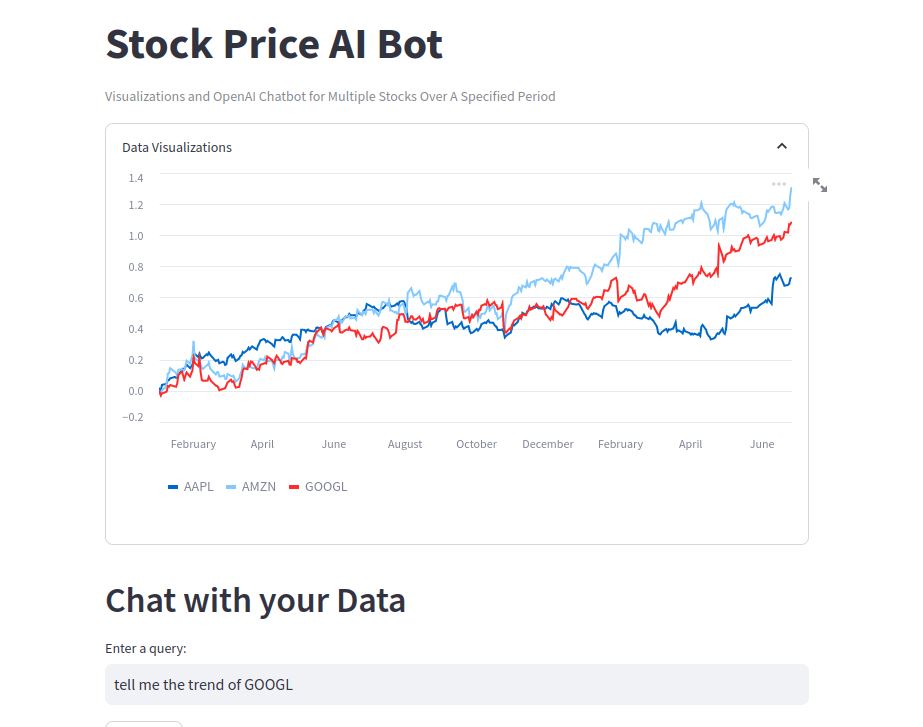 Stock Price AI Bot
Visualizations and OpenAI Chatbot for Multiple Stocks Over A Specified Period
Data Visualizations
1.4
1.2
1.0
0.8
0.6
0.4
0.2
0.0
−0.2
February April June August October December February April June
AAPL AMZN GOOGL
Chat with your Data
Enter a query:
tell me the trend of GOOGL